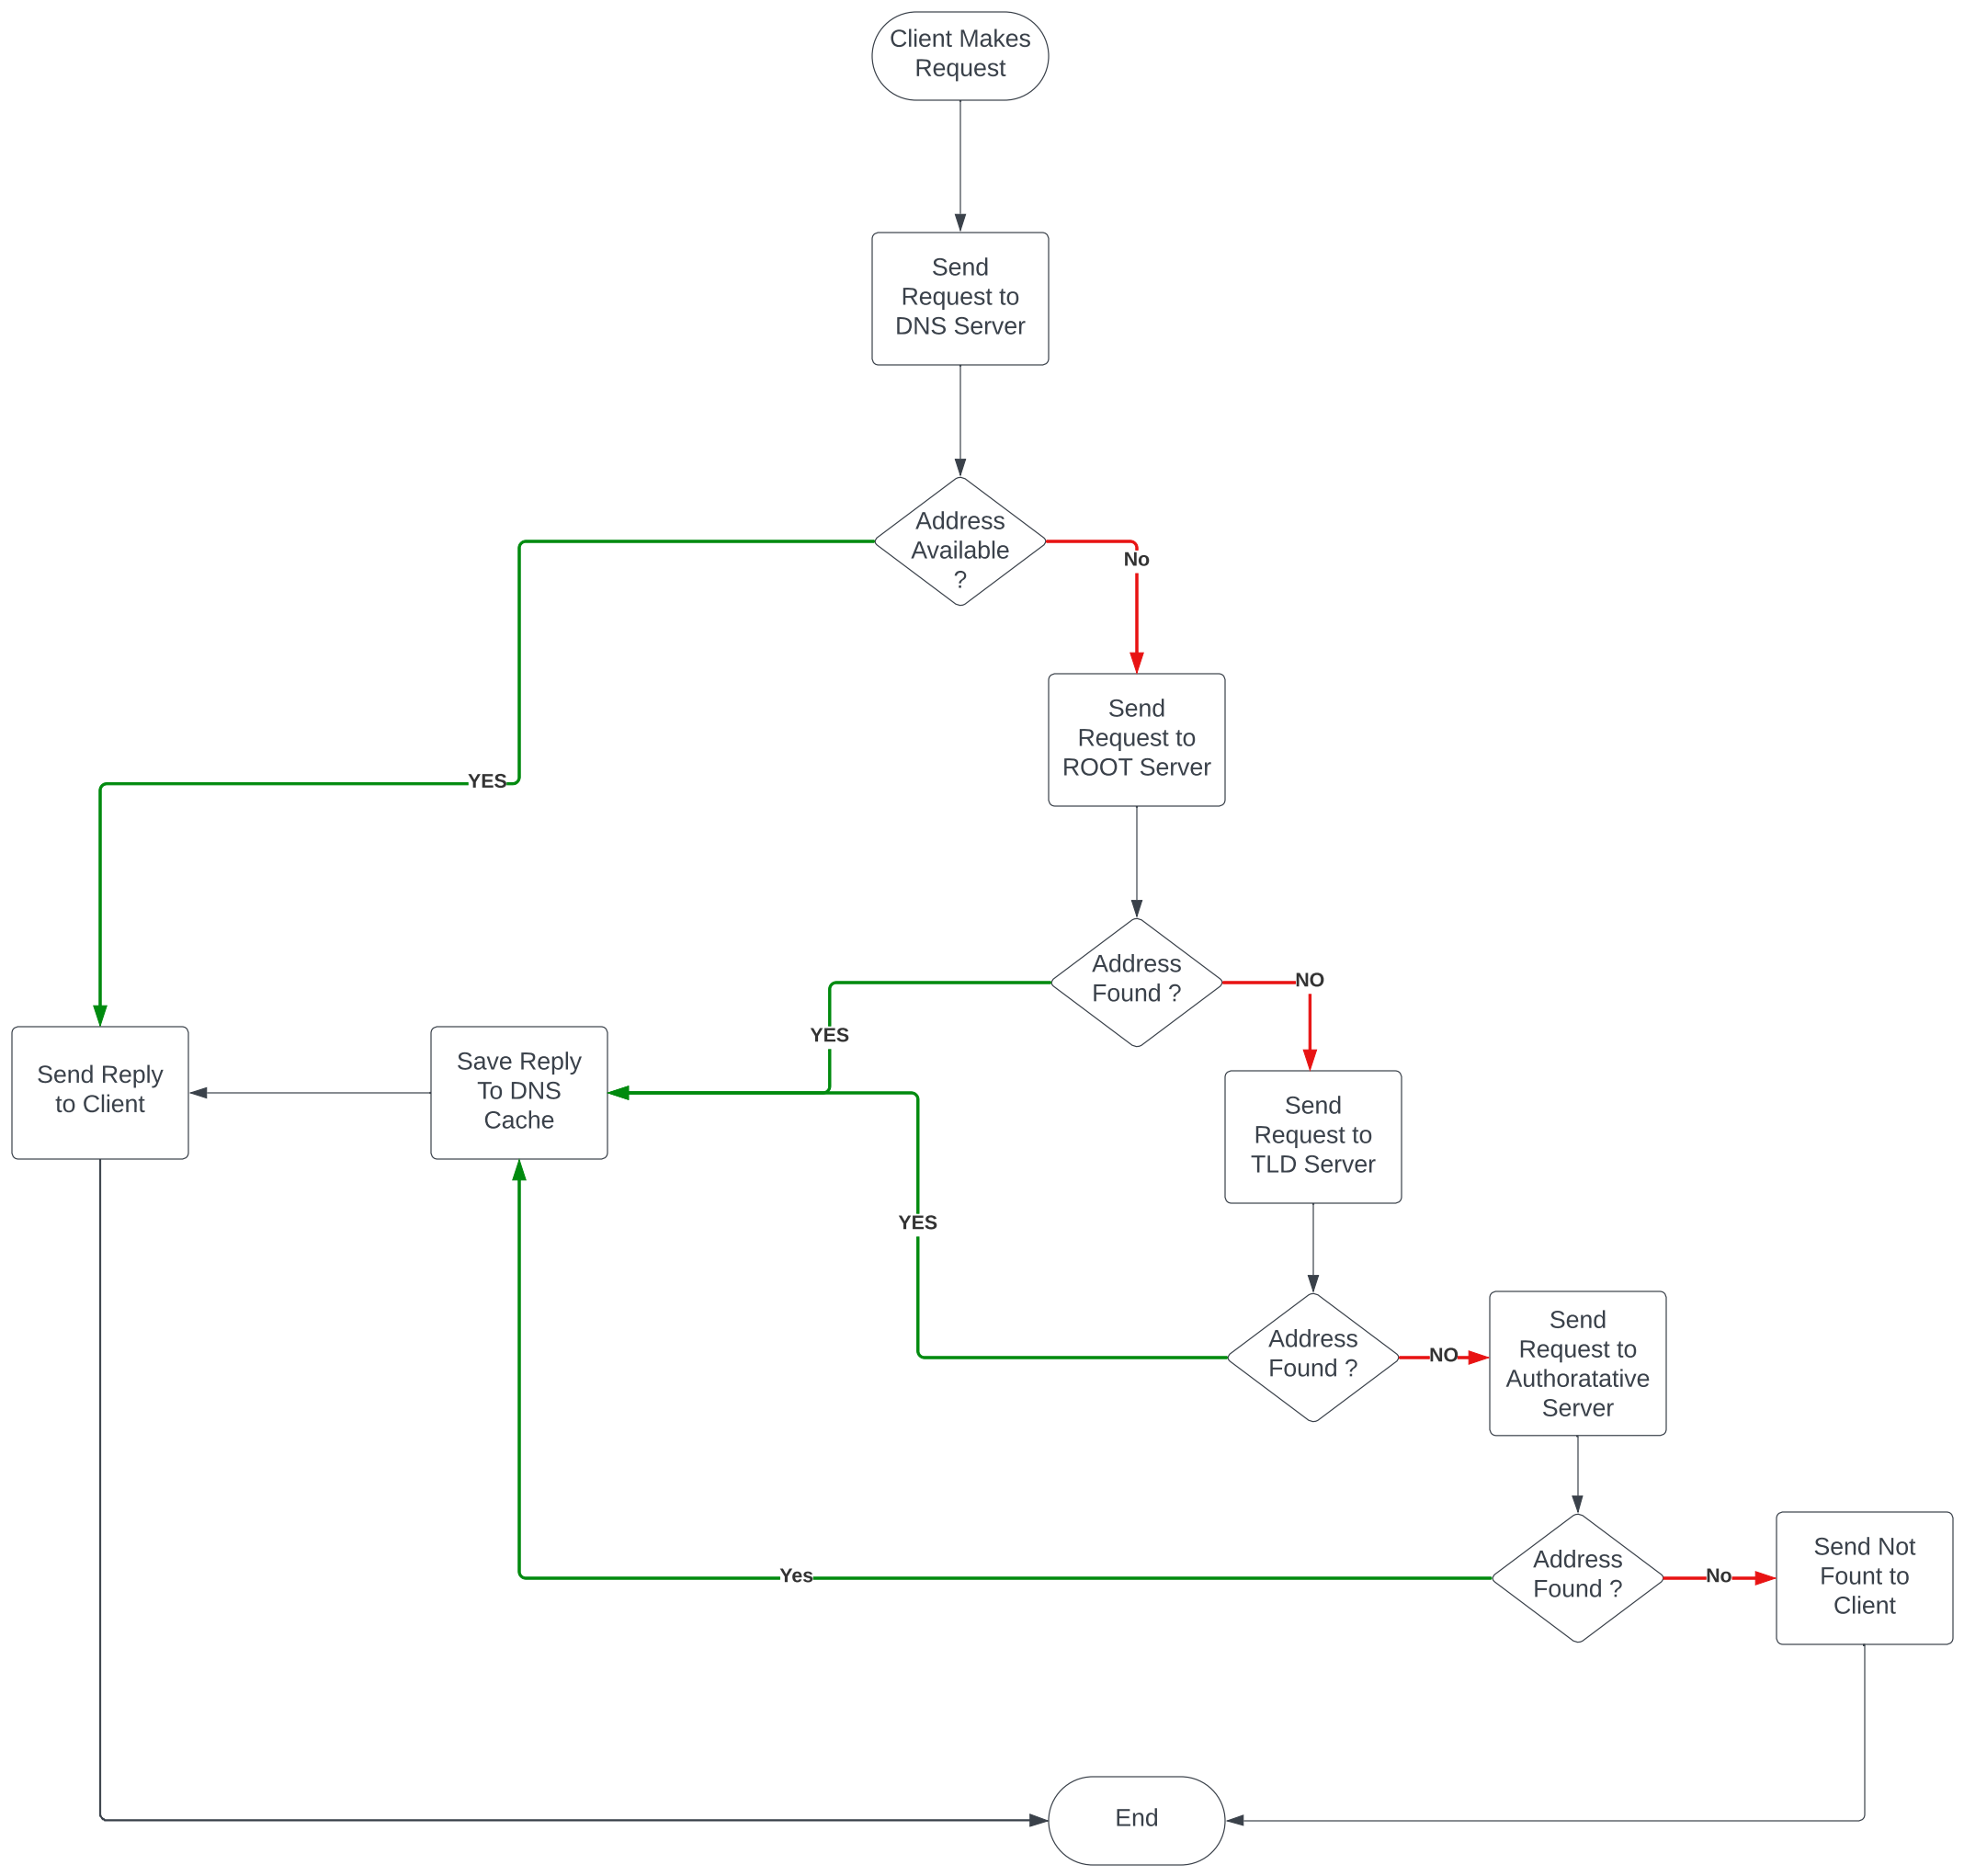 Client Makes
Request
Send
Request to
DNS Server
Address
Available
?
No
YES
Send
Request to
ROOT Server
Address
Found ?
NO
YES
Send Reply
to Client
Save Reply
To DNS
Cache
Send
Request to
TLD Server
YES
Address
Found ?
NO
Send
Request to
Authoratative
Server
Address
Found ?
Yes
No
Send Not
Fount to
Client
End